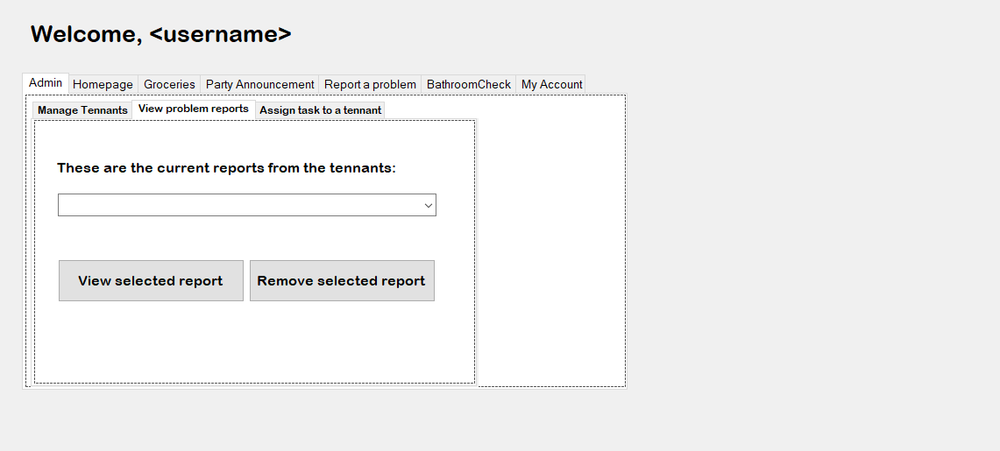 Welcome, <username>
Admin Homepage Groceries Party Announcement Report a problem BathroomCheck My Account
Manage Tennants View problem reports Assign task to a tennant
These are the current reports from the tennants:
View selected report Remove selected report